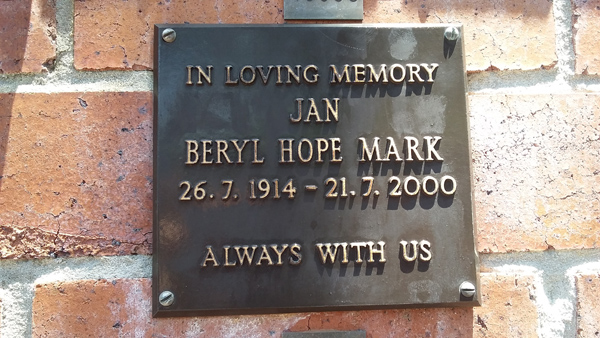 IN LOVING MEMORY
JAN
BERYL HOPE MARK
26.7.1914 - 21.7.2000
ALWAYS WITH US